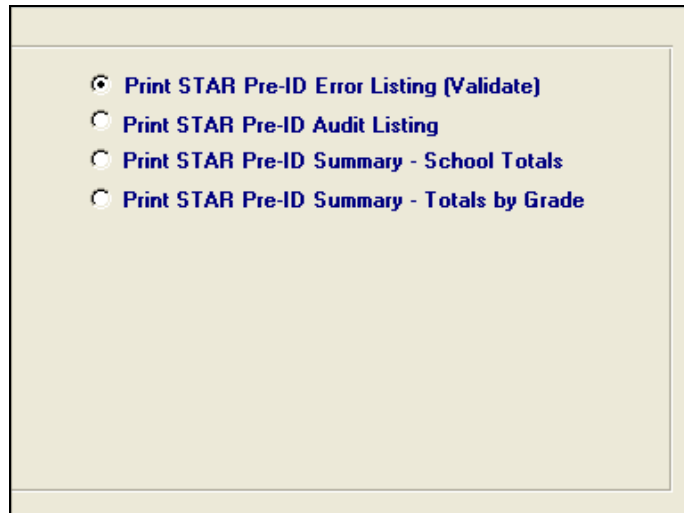 Print STAR Pre-ID Error Listing (Validate)
Print STAR Pre-ID Audit Listing
Print STAR Pre-ID Summary - School Totals
Print STAR Pre-ID Summary - Totals by Grade